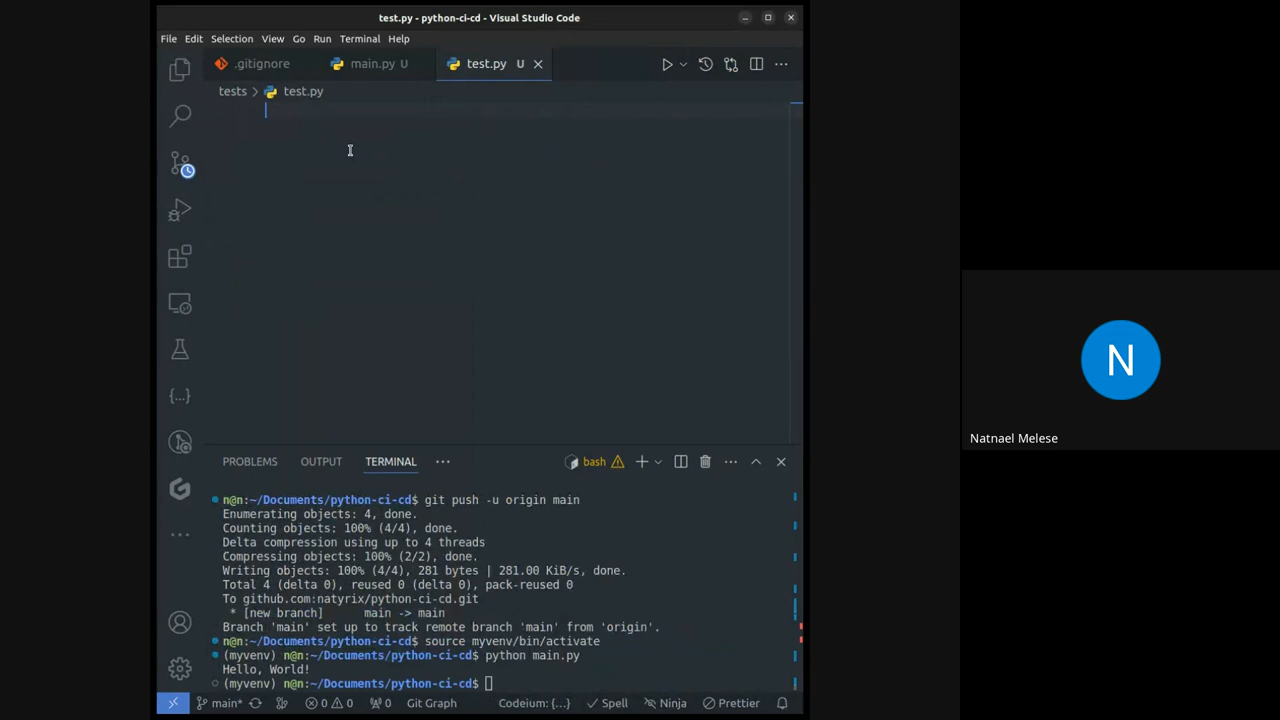 test.py - python-ci-cd - Visual Studio Code
File Edit Selection View Go Run Terminal Help
.gitignore main.py U test.py U
tests > test.py
N
Natnael Melese
PROBLEMS OUTPUT TERMINAL bash
n@n:~/Documents/python-ci-cd$ git push -u origin main
Enumerating objects: 4, done.
Counting objects: 100% (4/4), done.
Delta compression using up to 4 threads
Compressing objects: 100% (2/2), done.
Writing objects: 100% (4/4), 281 bytes | 281.00 KiB/s, done.
Total 4 (delta 0), reused 0 (delta 0), pack-reused 0
To github.com:natyrix/python-ci-cd.git
* [new branch] main -> main
Branch 'main' set up to track remote branch 'main' from 'origin'.
n@n:~/Documents/python-ci-cd$ source myvenv/bin/activate
(myvenv) n@n:~/Documents/python-ci-cd$ python main.py
Hello, World!
(myvenv) n@n:~/Documents/python-ci-cd$
main* 0 0 0 Git Graph Codeium: {...} Spell Ninja Prettier